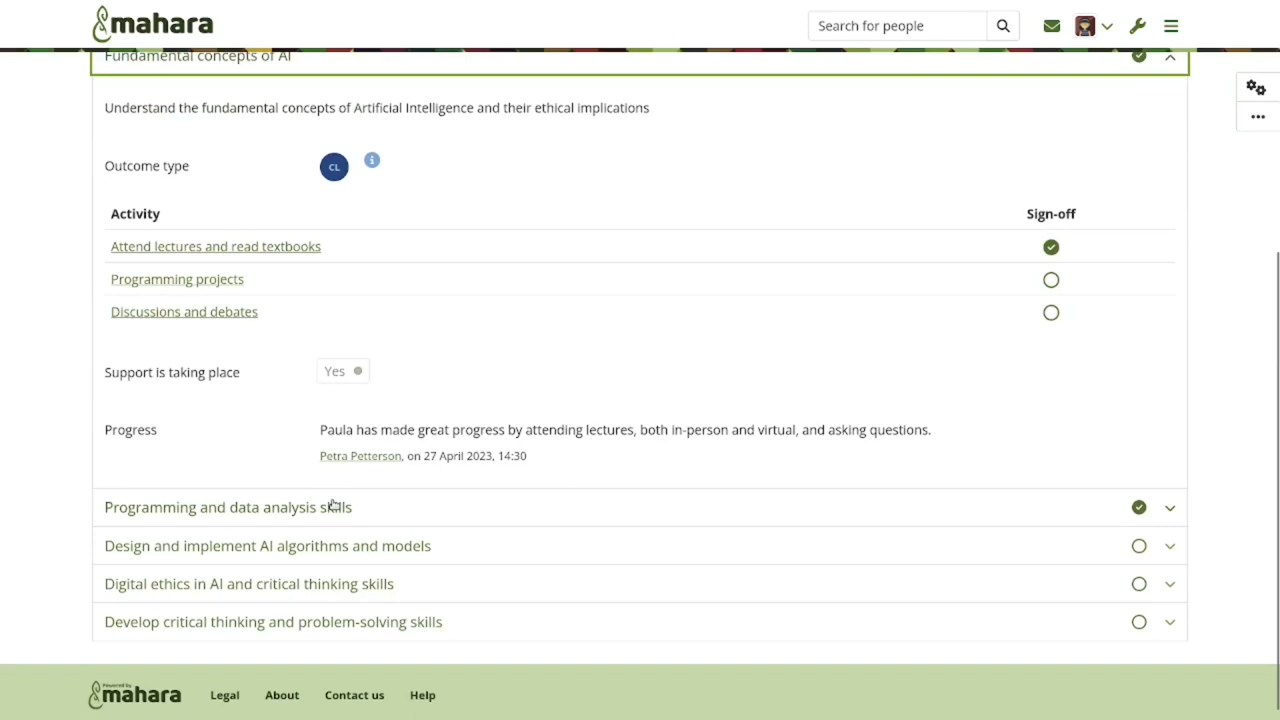 mahara
Search for people
Fundamental concepts of AI
Understand the fundamental concepts of Artificial Intelligence and their ethical implications
Outcome type
CL
i
Activity Sign-off
Attend lectures and read textbooks
Programming projects
Discussions and debates
Support is taking place Yes
Progress Paula has made great progress by attending lectures, both in-person and virtual, and asking questions.
Petra Petterson, on 27 April 2023, 14:30
Programming and data analysis skills
Design and implement AI algorithms and models
Digital ethics in AI and critical thinking skills
Develop critical thinking and problem-solving skills
Powered by
mahara Legal About Contact us Help